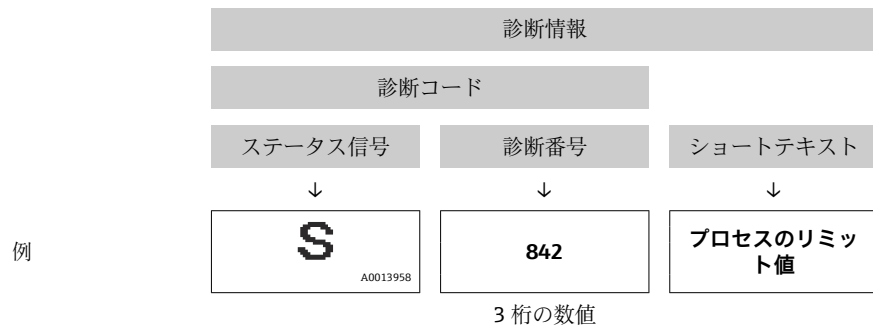 診断情報
診断コード
ステータス信号
診断番号
ショートテキスト
↓
↓
↓
例
S
A0013958
842
プロセスのリミッ
ト値
3 桁の数値